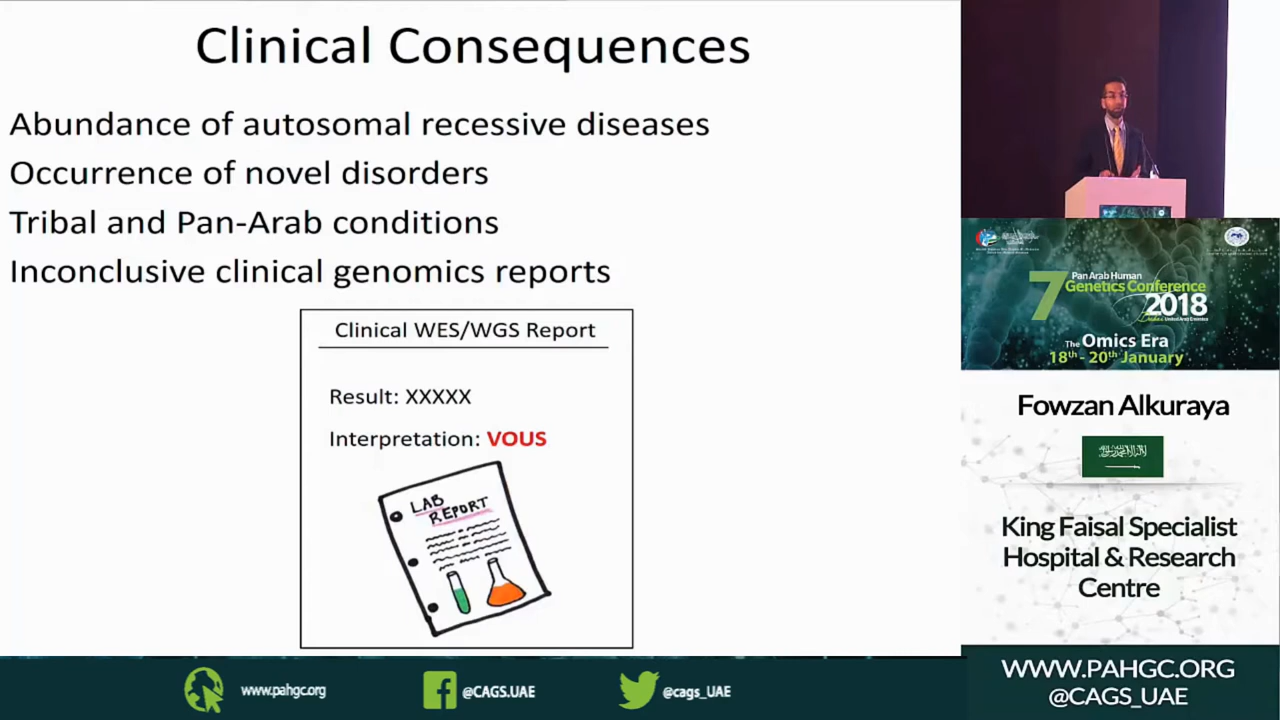 Clinical Consequences
Abundance of autosomal recessive diseases
Occurrence of novel disorders
Tribal and Pan-Arab conditions
Inconclusive clinical genomics reports
Clinical WES/WGS Report
Result: XXXXX
Interpretation: VOUS
LAB
REPORT
7
Pan Arab Human
Genetics Conference
2018
The Omics Era
18th - 20th January
Fowzan Alkuraya
King Faisal Specialist
Hospital & Research
Centre
WWW.PAHGC.ORG
@CAGS_UAE
www.pahgc.org
@CAGS.UAE
@cags_UAE